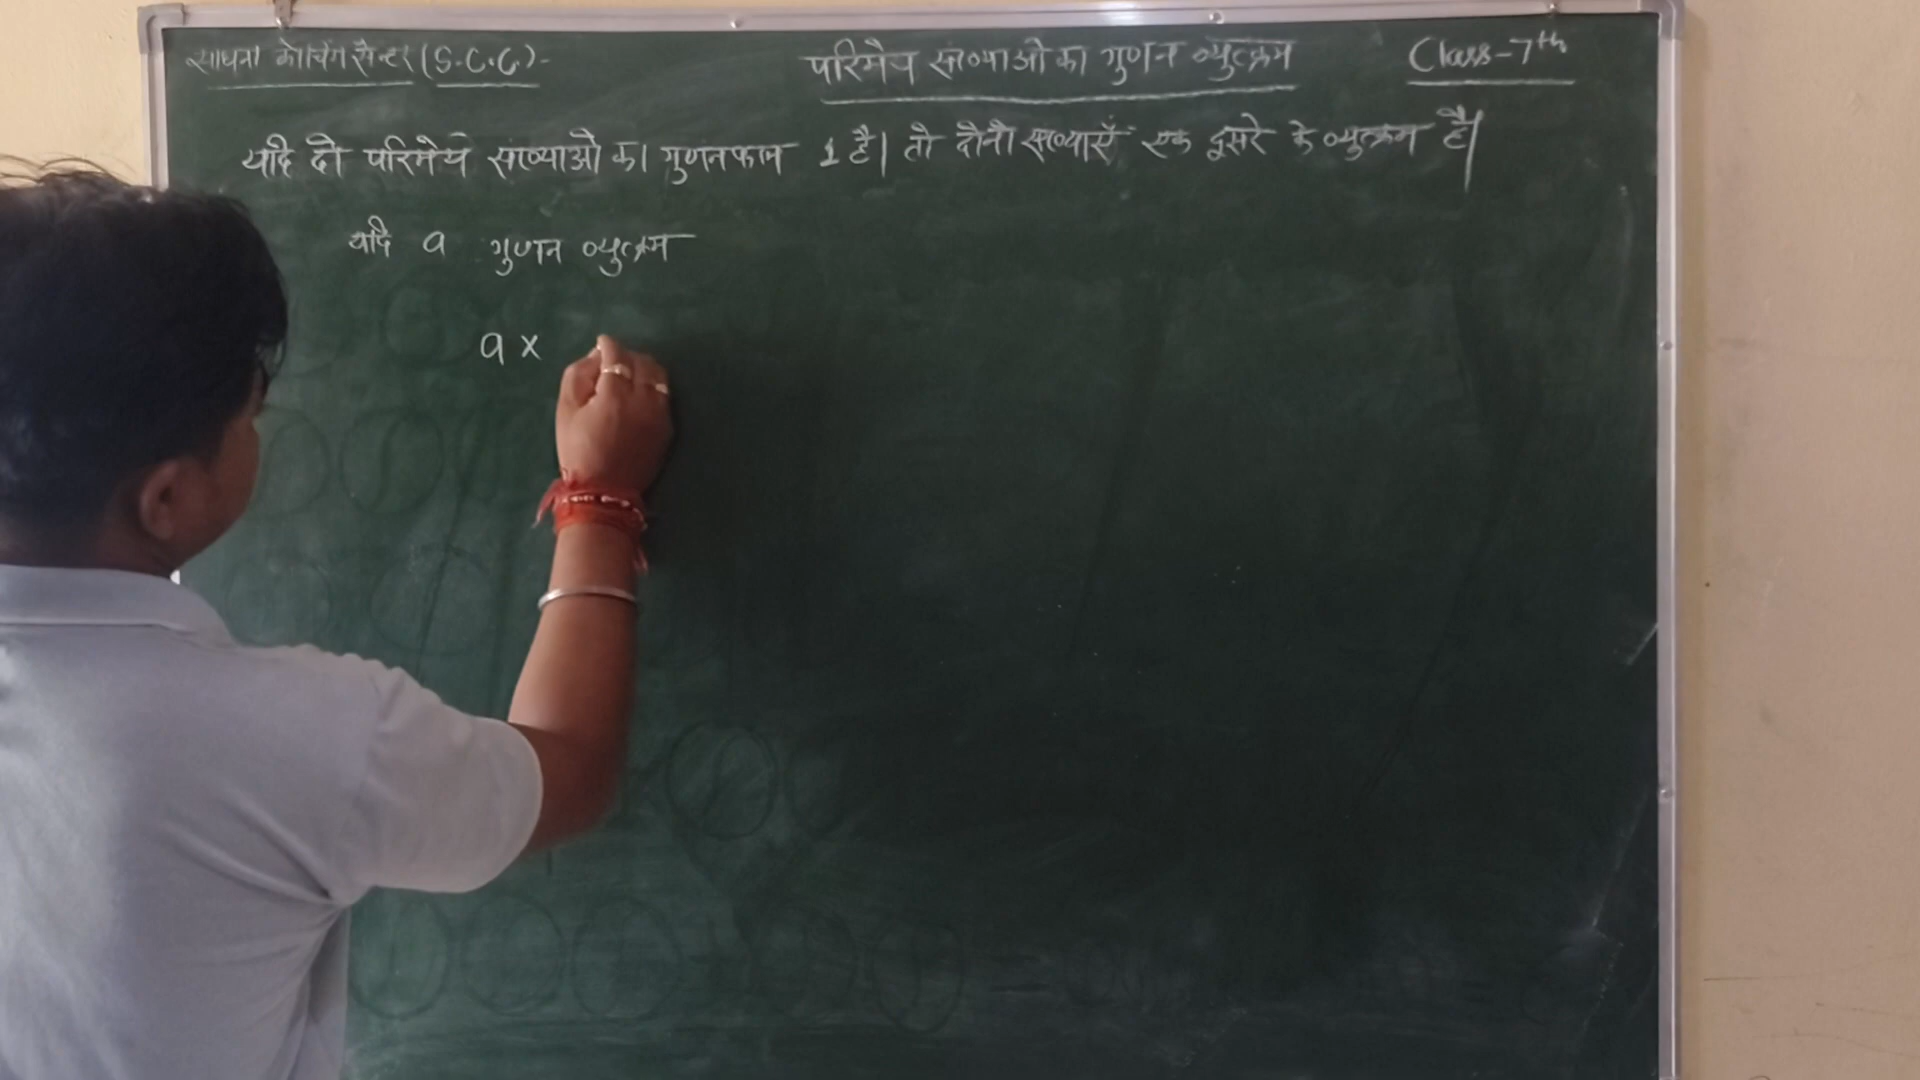 साधना कोचिंग सैन्टर (S.C.C.)-
परिमेय संख्याओ का गुणन व्युत्क्रम
Class-7th
यदि दो परिमेय संख्याओ का गुणनफल 1 है। तो दोनो संख्याएँ एक दूसरे के व्युत्क्रम है।
यदि a गुणन व्युत्क्रम
a ×